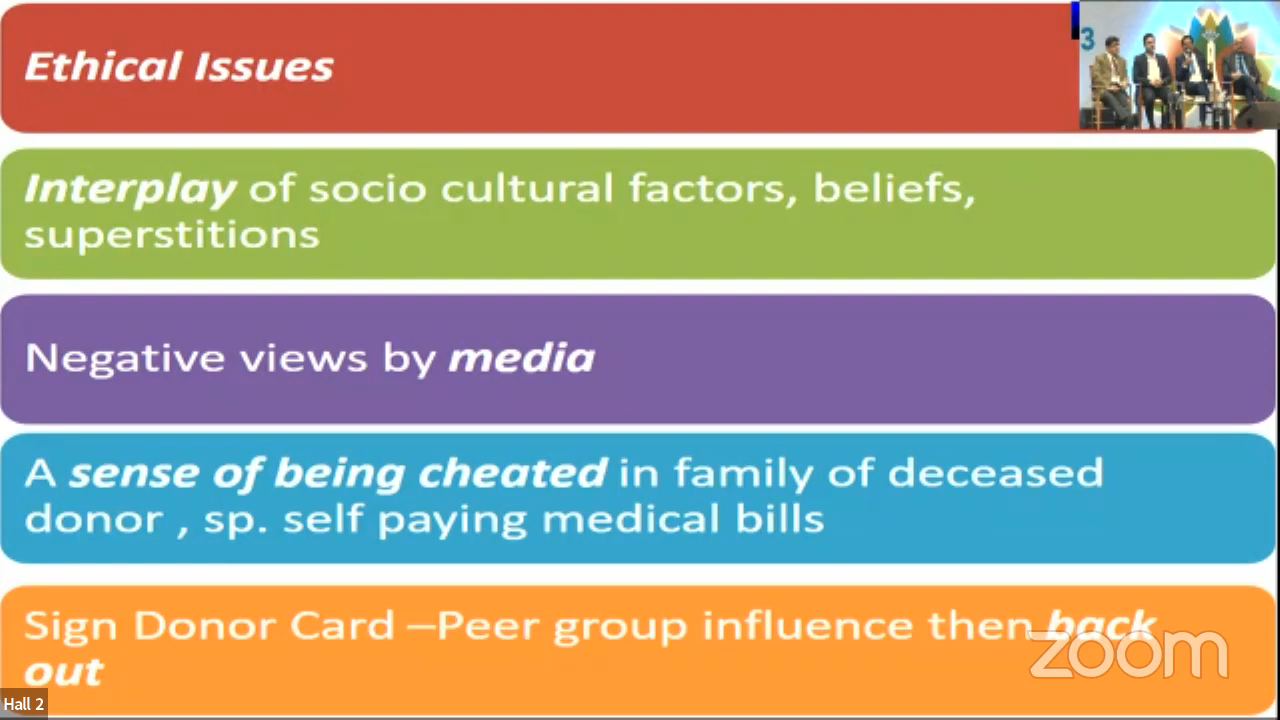 Ethical Issues
3
Interplay of socio cultural factors, beliefs,
superstitions
Negative views by media
A sense of being cheated in family of deceased
donor , sp. self paying medical bills
Sign Donor Card –Peer group influence then back
out
zoom
Hall 2